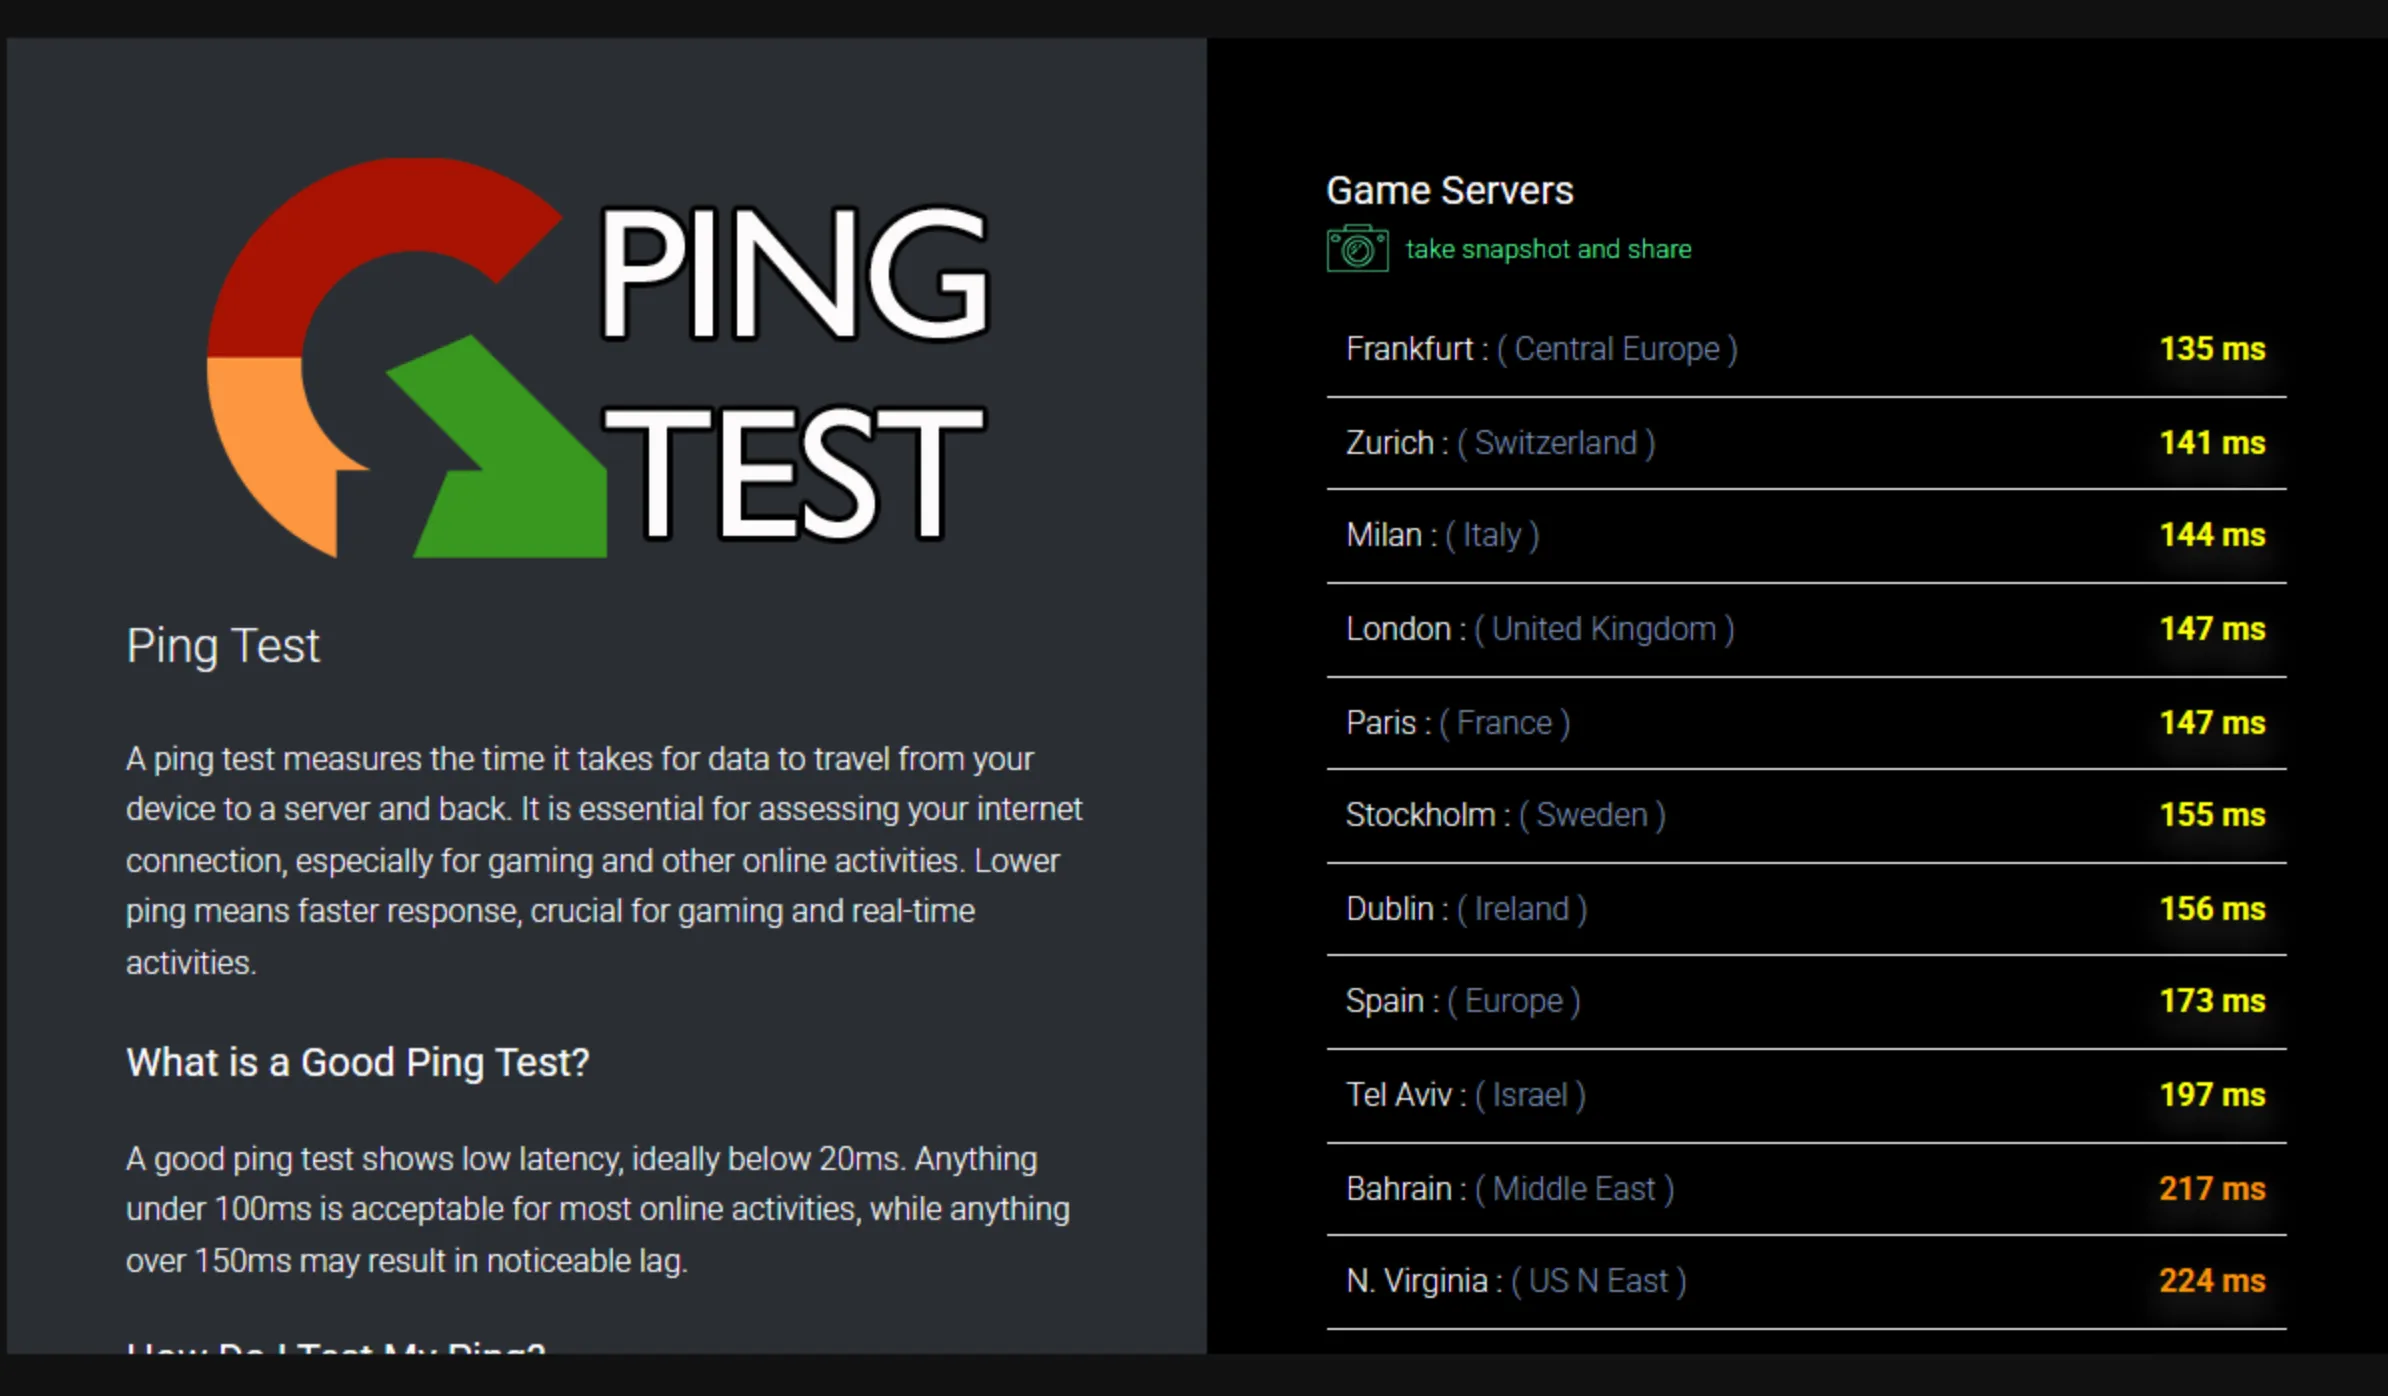 PING
TEST
Ping Test
A ping test measures the time it takes for data to travel from your
device to a server and back. It is essential for assessing your internet
connection, especially for gaming and other online activities. Lower
ping means faster response, crucial for gaming and real-time
activities.
What is a Good Ping Test?
A good ping test shows low latency, ideally below 20ms. Anything
under 100ms is acceptable for most online activities, while anything
over 150ms may result in noticeable lag.
How Do I Test My Ping?
Game Servers
take snapshot and share
Frankfurt : ( Central Europe ) 135 ms
Zurich : ( Switzerland ) 141 ms
Milan : ( Italy ) 144 ms
London : ( United Kingdom ) 147 ms
Paris : ( France ) 147 ms
Stockholm : ( Sweden ) 155 ms
Dublin : ( Ireland ) 156 ms
Spain : ( Europe ) 173 ms
Tel Aviv : ( Israel ) 197 ms
Bahrain : ( Middle East ) 217 ms
N. Virginia : ( US N East ) 224 ms